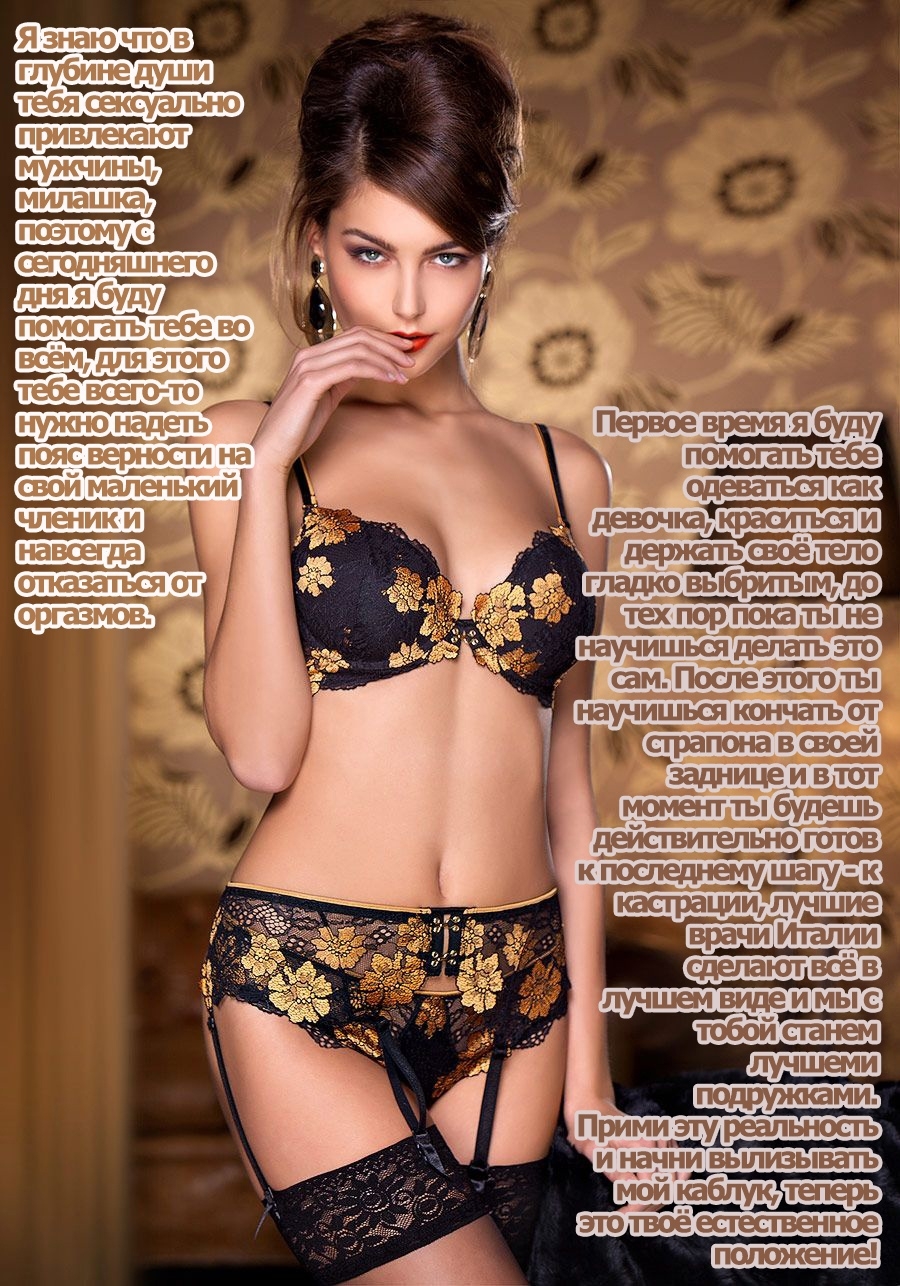 Я знаю что в
глубине души
тебя сексуально
привлекают
мужчины,
милашка,
поэтому с
сегодняшнего
дня я буду
помогать тебе во
всём, для этого
тебе всего-то
нужно надеть
пояс верности на
свой маленький
членик и
навсегда
отказаться от
оргазмов.
Первое время я буду
помогать тебе
одеваться как
девочка, краситься и
держать своё тело
гладко выбритым, до
тех пор пока ты не
научишься делать это
сам. После этого ты
научишься кончать от
страпона в своей
заднице и в тот
момент ты будешь
действительно готов
к последнему шагу - к
кастрации, лучшие
врачи Италии
сделают всё в
лучшем виде и мы с
тобой станем
лучшеми
подружками.
Прими эту реальность
и начни вылизывать
мой каблук, теперь
это твоё естественное
положение!